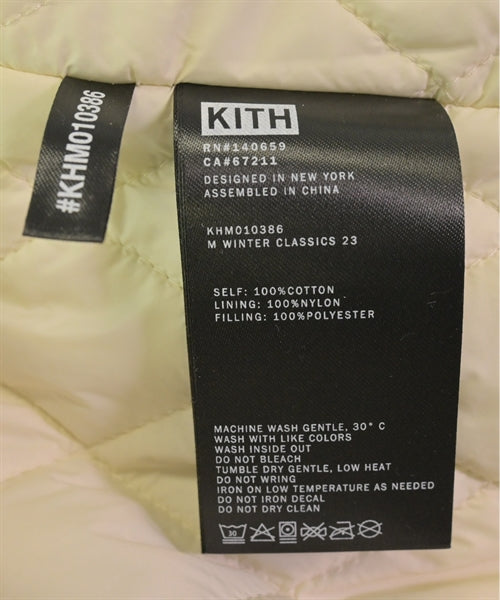 #KHM010386
KITH
RN#140659
CA#67211
DESIGNED IN NEW YORK
ASSEMBLED IN CHINA
KHM010386
M WINTER CLASSICS 23
SELF: 100%COTTON
LINING: 100%NYLON
FILLING: 100%POLYESTER
MACHINE WASH GENTLE, 30° C
WASH WITH LIKE COLORS
WASH INSIDE OUT
DO NOT BLEACH
TUMBLE DRY GENTLE, LOW HEAT
DO NOT WRING
IRON ON LOW TEMPERATURE AS NEEDED
DO NOT IRON DECAL
DO NOT DRY CLEAN
30